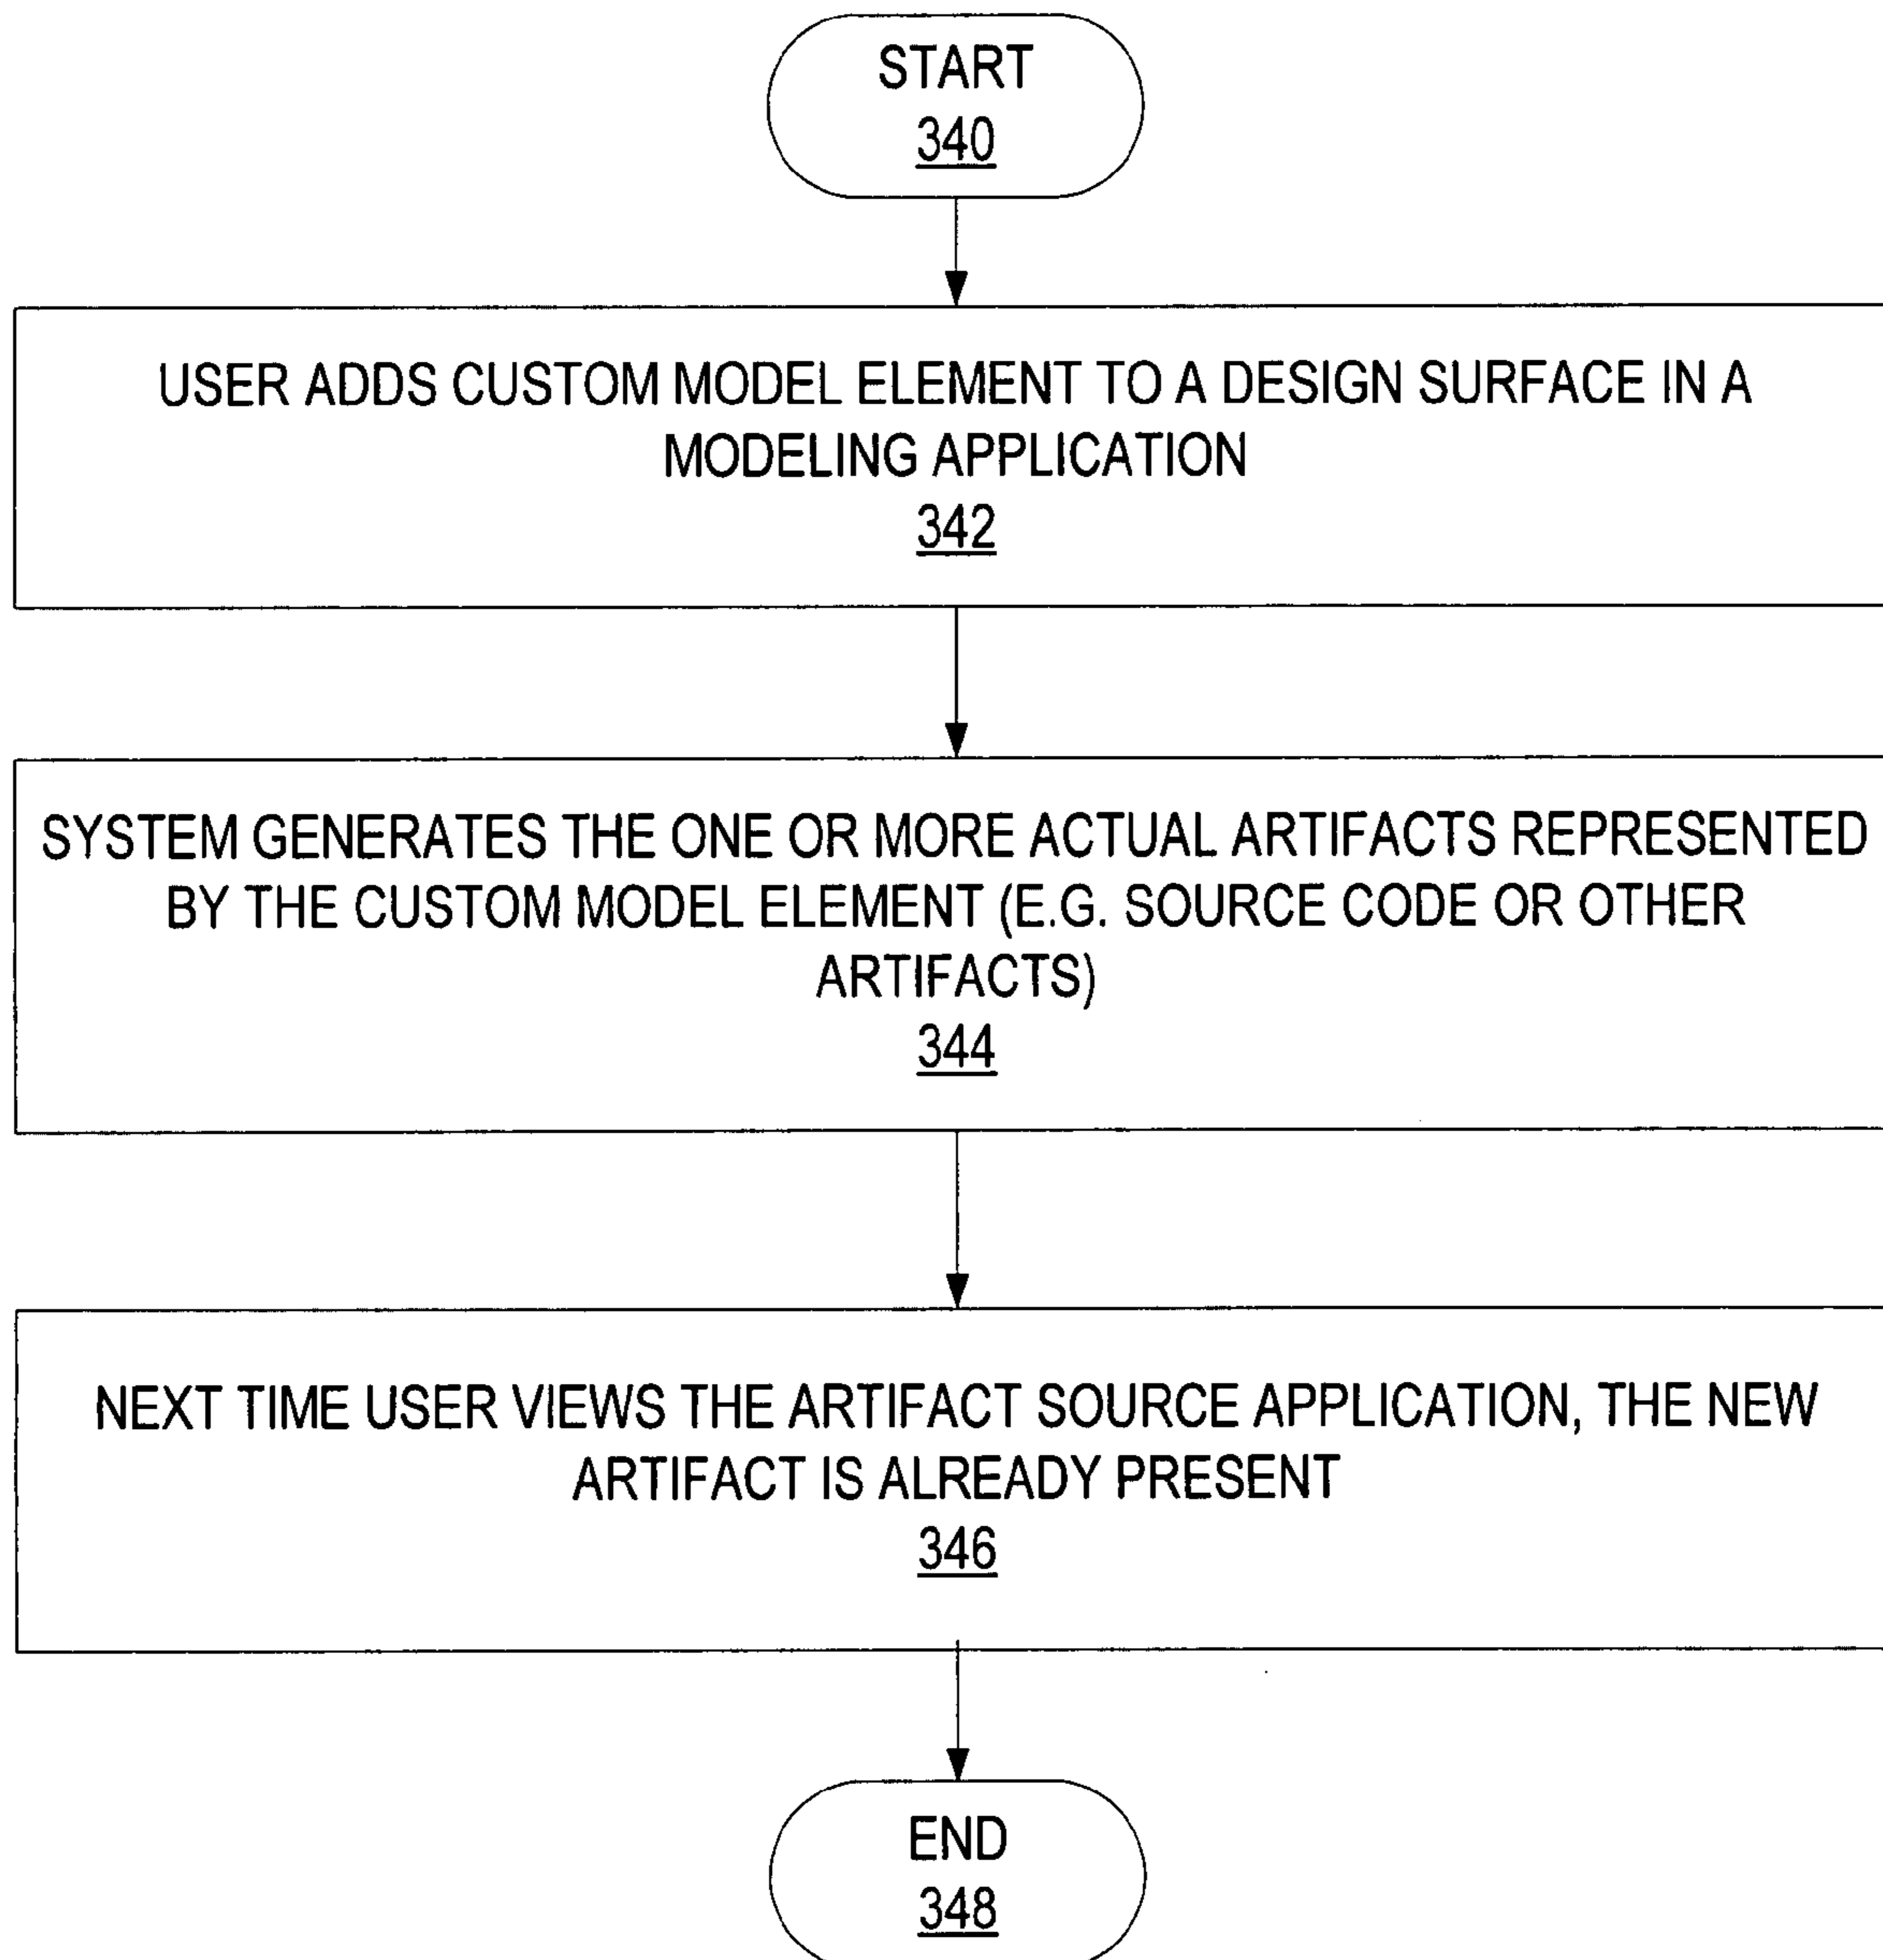 START
340
USER ADDS CUSTOM MODEL ELEMENT TO A DESIGN SURFACE IN A
MODELING APPLICATION
342
SYSTEM GENERATES THE ONE OR MORE ACTUAL ARTIFACTS REPRESENTED
BY THE CUSTOM MODEL ELEMENT (E.G. SOURCE CODE OR OTHER
ARTIFACTS)
344
NEXT TIME USER VIEWS THE ARTIFACT SOURCE APPLICATION, THE NEW
ARTIFACT IS ALREADY PRESENT
346
END
348